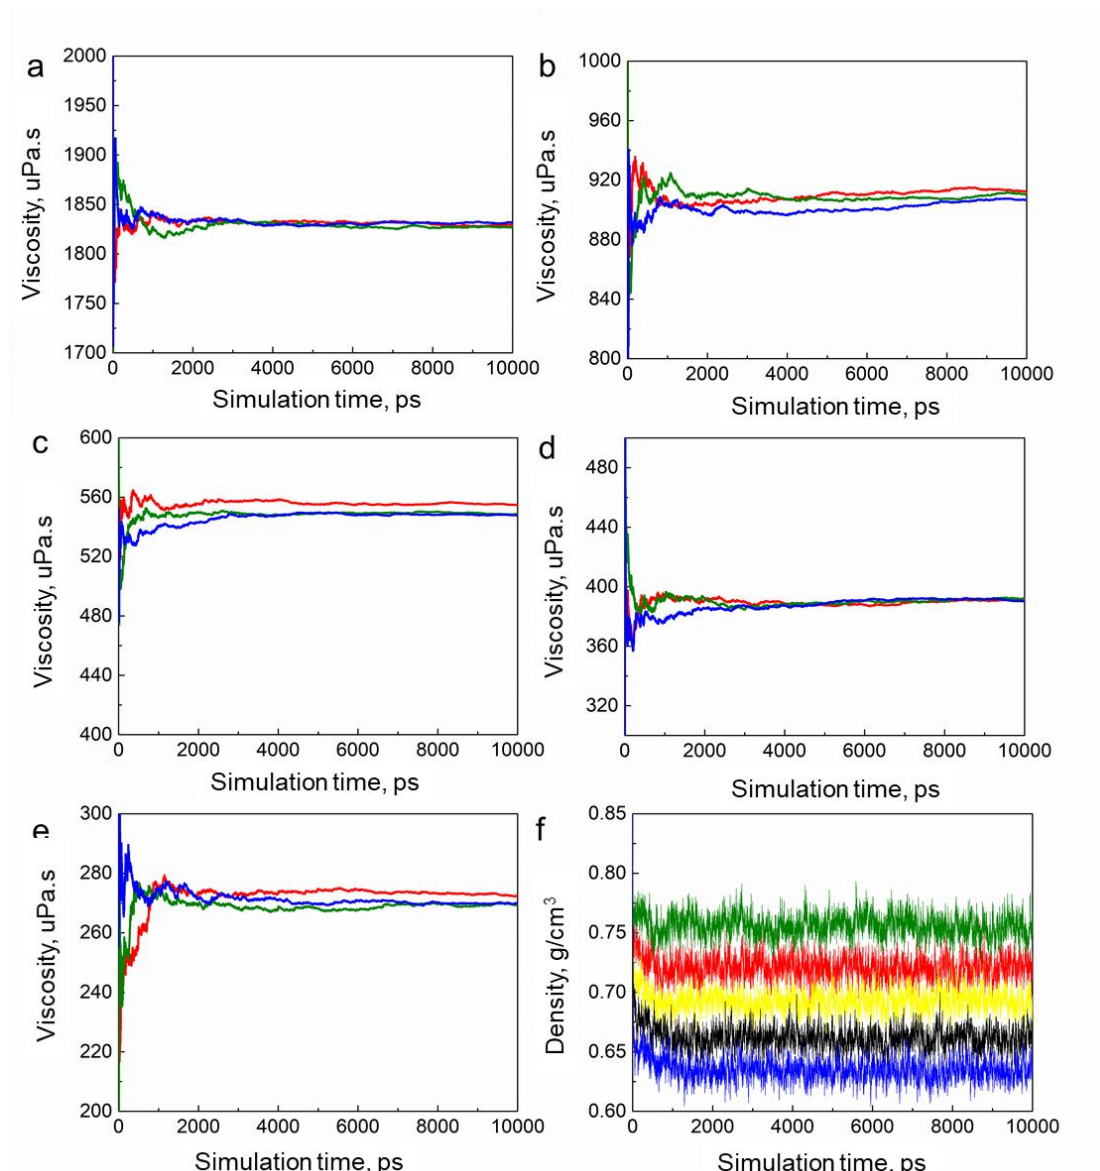 a
2000
1950
1900
1850
1800
1750
1700
Viscosity, uPa.s
0 2000 4000 6000 8000 10000
Simulation time, ps
b
1000
960
920
880
840
800
Viscosity, uPa.s
0 2000 4000 6000 8000 10000
Simulation time, ps
c
600
560
520
480
440
400
Viscosity, uPa.s
0 2000 4000 6000 8000 10000
Simulation time, ps
d
480
440
400
360
320
Viscosity, uPa.s
0 2000 4000 6000 8000 10000
Simulation time, ps
e
300
280
260
240
220
200
Viscosity, uPa.s
0 2000 4000 6000 8000 10000
Simulation time, ps
f
0.85
0.80
0.75
0.70
0.65
0.60
Density, g/cm³
0 2000 4000 6000 8000 10000
Simulation time, ps